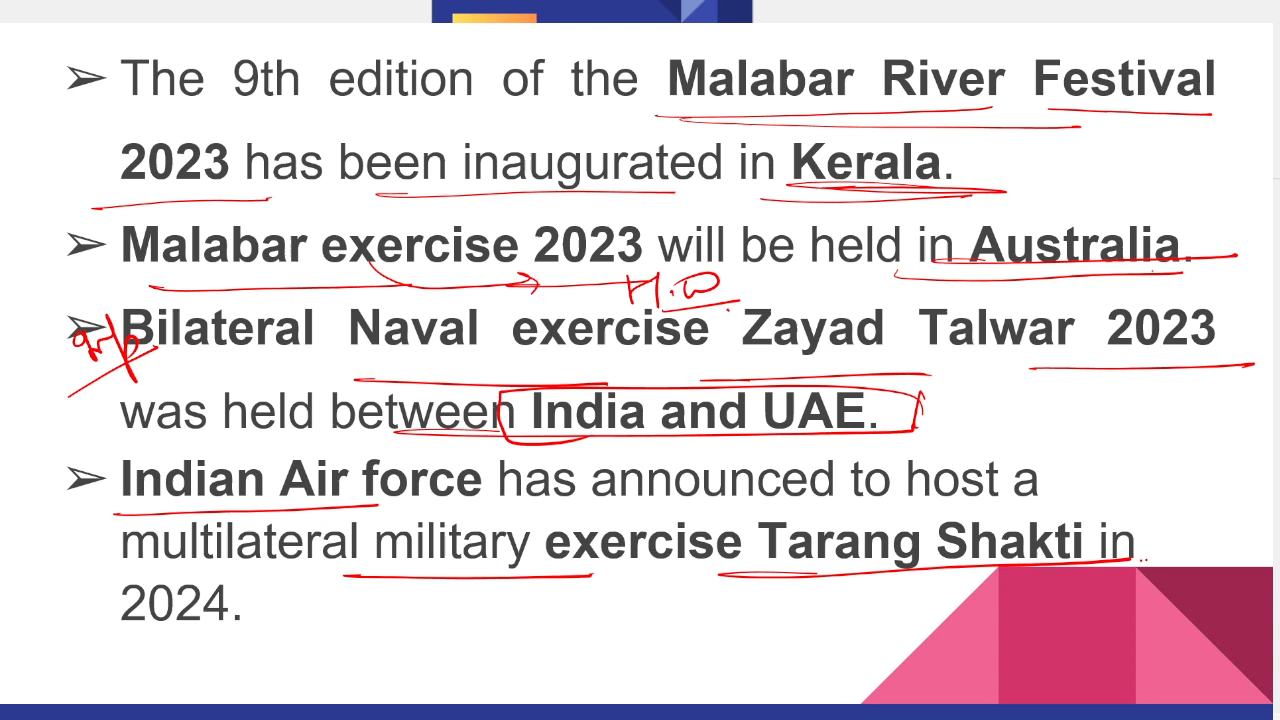 ➢ The 9th edition of the Malabar River Festival
2023 has been inaugurated in Kerala.
➢ Malabar exercise 2023 will be held in Australia.
H.W
➢ Bilateral Naval exercise Zayad Talwar 2023
was held between India and UAE.
➢ Indian Air force has announced to host a
multilateral military exercise Tarang Shakti in
2024.